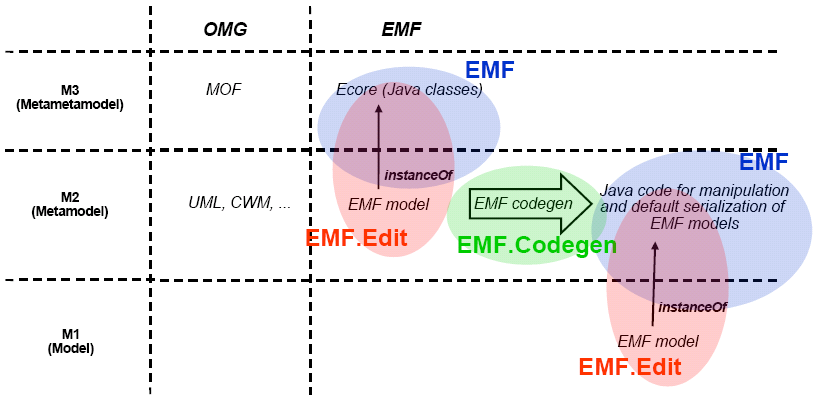 OMG
EMF
M3
(Metametamodel)
MOF
EMF
Ecore (Java classes)
instanceOf
M2
(Metamodel)
UML, CWM, ...
EMF model
EMF.Edit
EMF codegen
EMF.Codegen
EMF
Java code for manipulation
and default serialization of
EMF models
M1
(Model)
instanceOf
EMF model
EMF.Edit